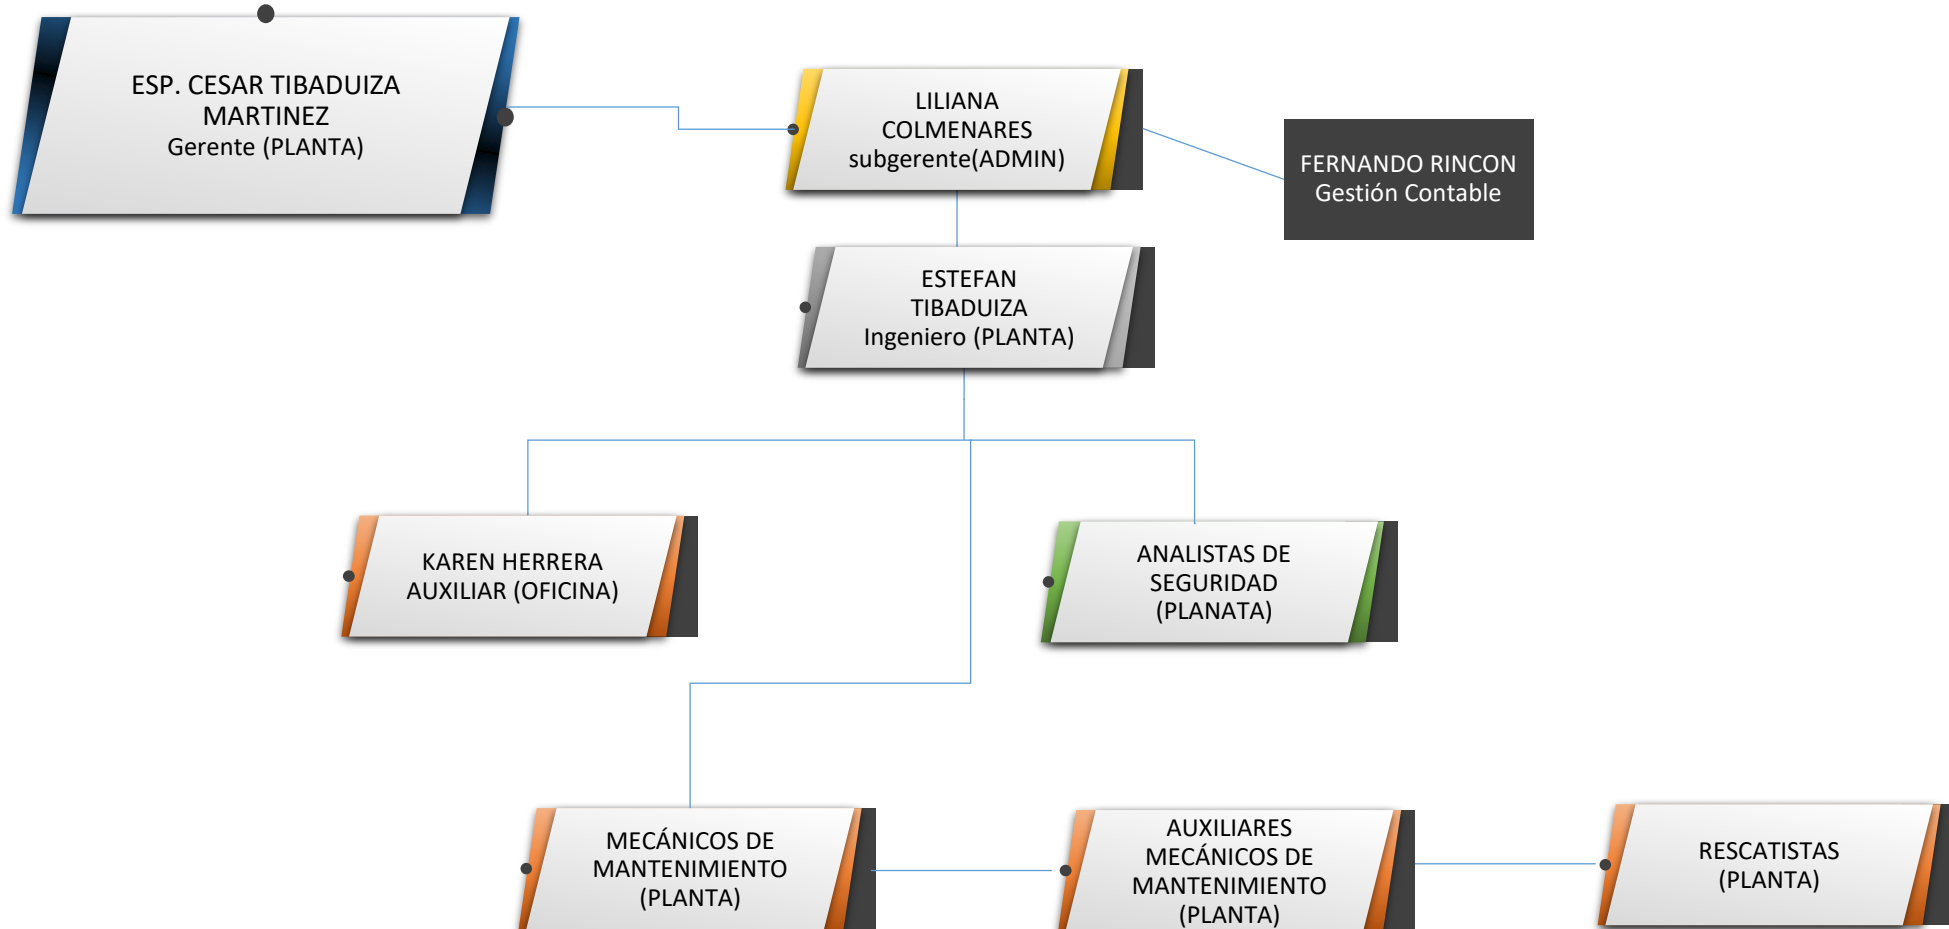 ESP. CESAR TIBADUIZA
MARTINEZ
Gerente (PLANTA)
LILIANA
COLMENARES
subgerente(ADMIN)
FERNANDO RINCON
Gestión Contable
ESTEFAN
TIBADUIZA
Ingeniero (PLANTA)
KAREN HERRERA
AUXILIAR (OFICINA)
ANALISTAS DE
SEGURIDAD
(PLANATA)
MECÁNICOS DE
MANTENIMIENTO
(PLANTA)
AUXILIARES
MECÁNICOS DE
MANTENIMIENTO
(PLANTA)
RESCATISTAS
(PLANTA)